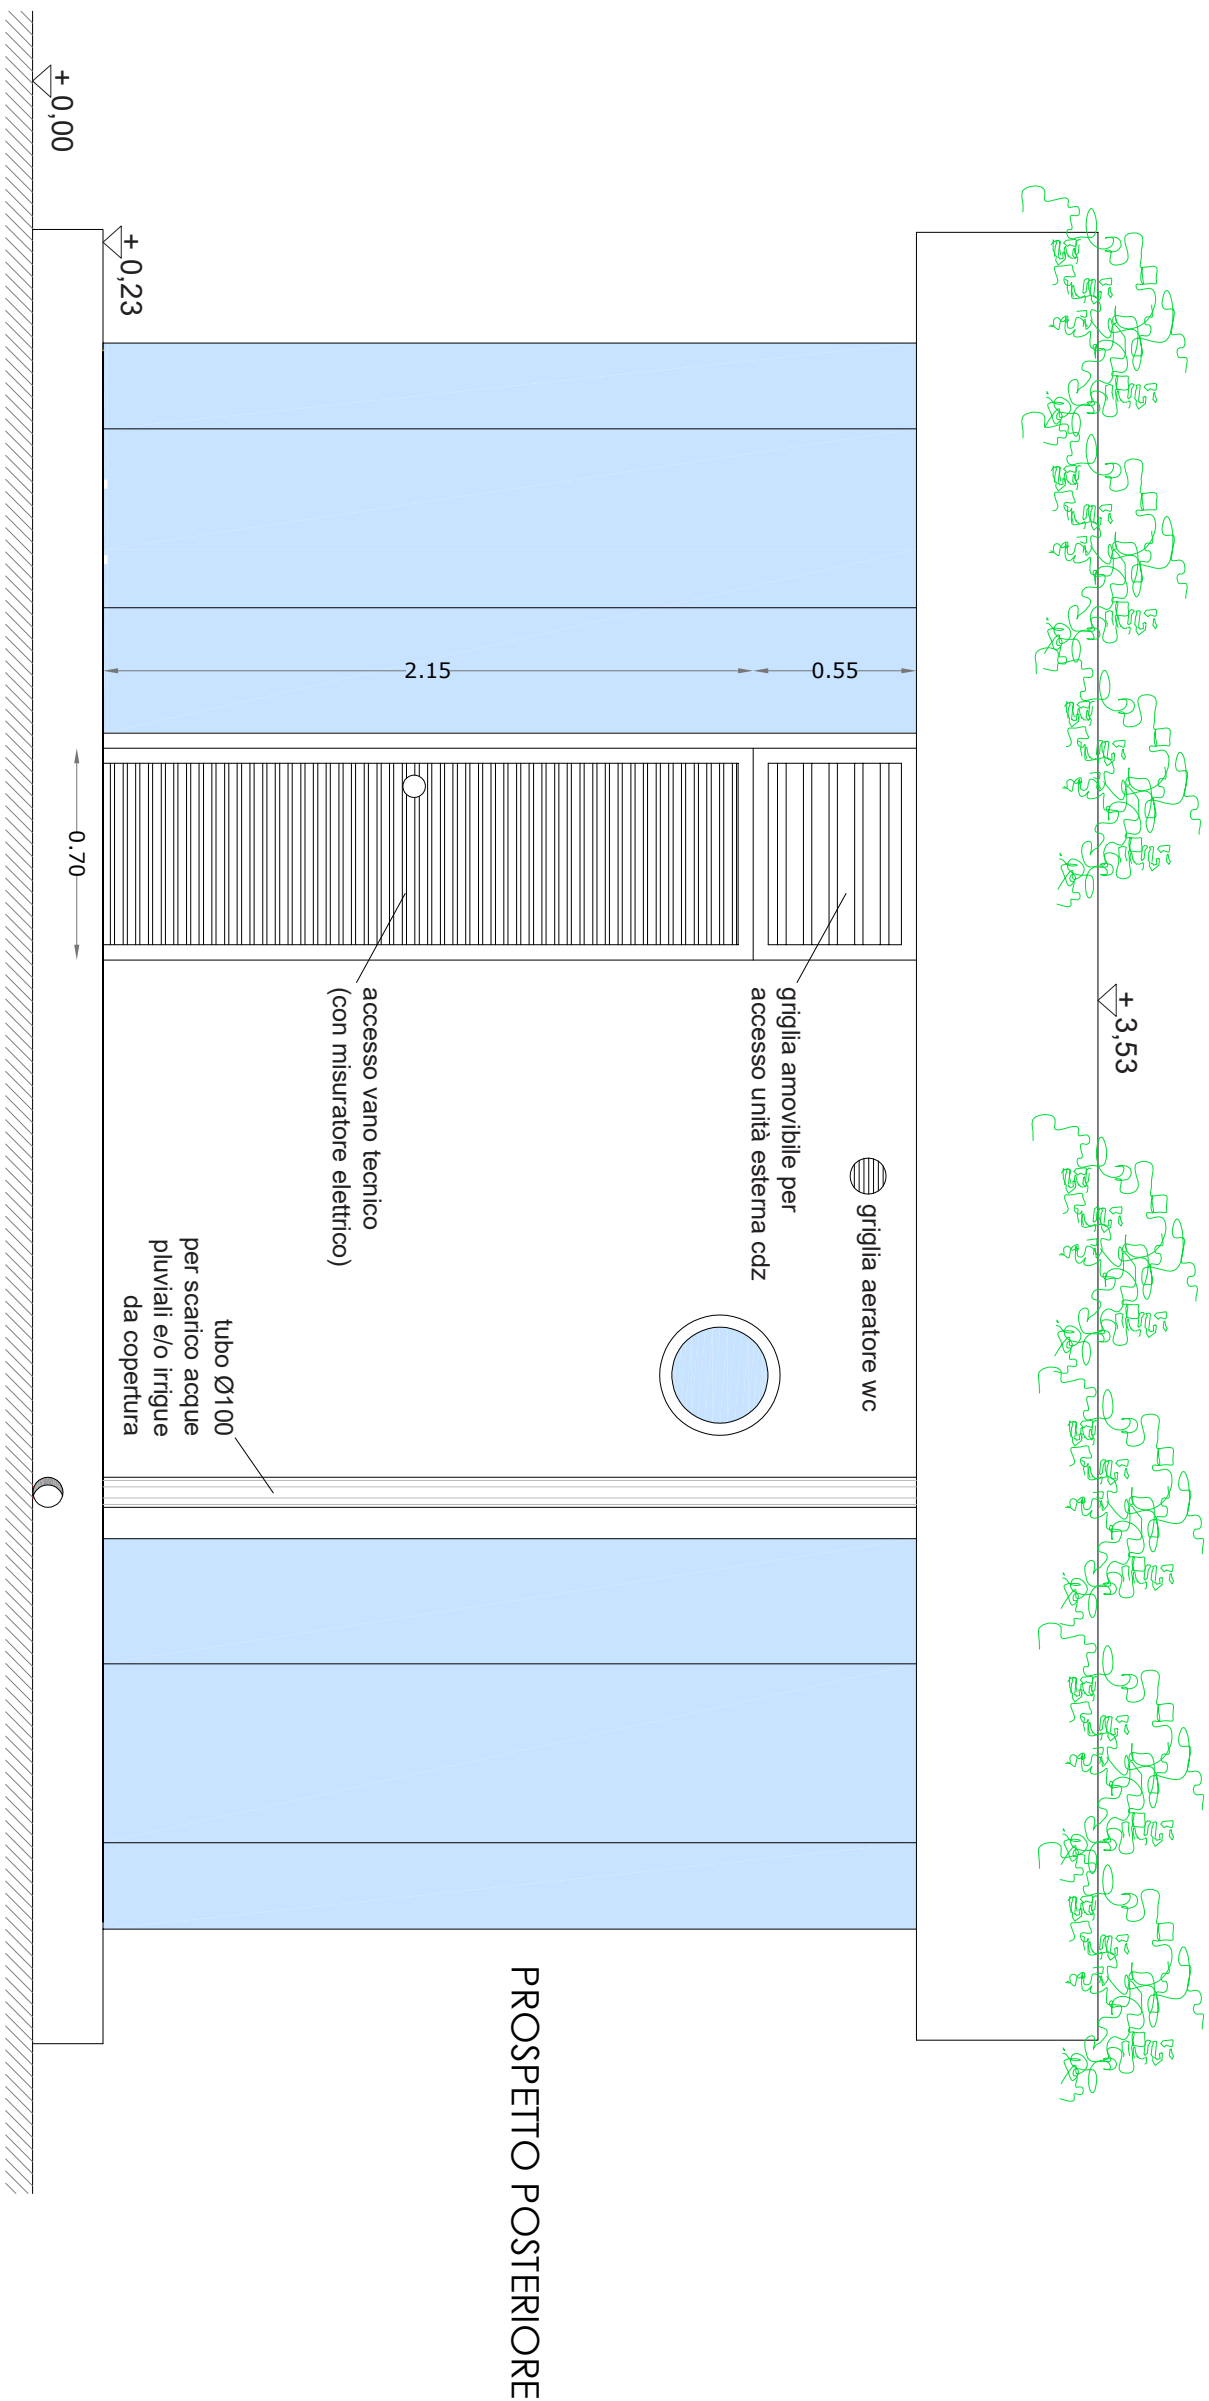 + 3,53
griglia aeratore wc
griglia amovibile per
accesso unità esterna cdz
0.55
2.15
accesso vano tecnico
(con misuratore elettrico)
tubo Ø100
per scarico acque
pluviali e/o irrigue
da copertura
+ 0,23
0.70
+ 0,00
PROSPETTO POSTERIORE